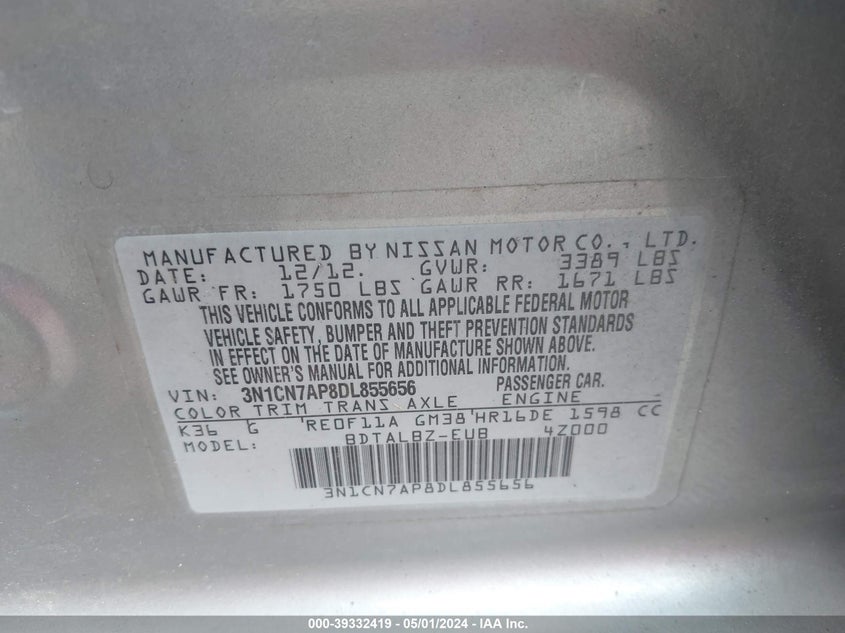 MANUFACTURED BY NISSAN MOTOR CO., LTD.
DATE: 12/12. GVWR: 3389 LBS
GAWR FR: 1750 LBS GAWR RR: 1671 LBS
THIS VEHICLE CONFORMS TO ALL APPLICABLE FEDERAL MOTOR
VEHICLE SAFETY, BUMPER AND THEFT PREVENTION STANDARDS
IN EFFECT ON THE DATE OF MANUFACTURE SHOWN ABOVE.
SEE OWNER'S MANUAL FOR ADDITIONAL INFORMATION.
VIN: 3N1CN7AP8DL855656 PASSENGER CAR.
COLOR TRIM TRANS AXLE ENGINE
K36 G RE0F11A GM38 HR16DE 1598 CC
MODEL: BDTALBZ-EUB 4Z000
3N1CN7AP8DL855656
000-39332419 - 05/01/2024 - IAA Inc.